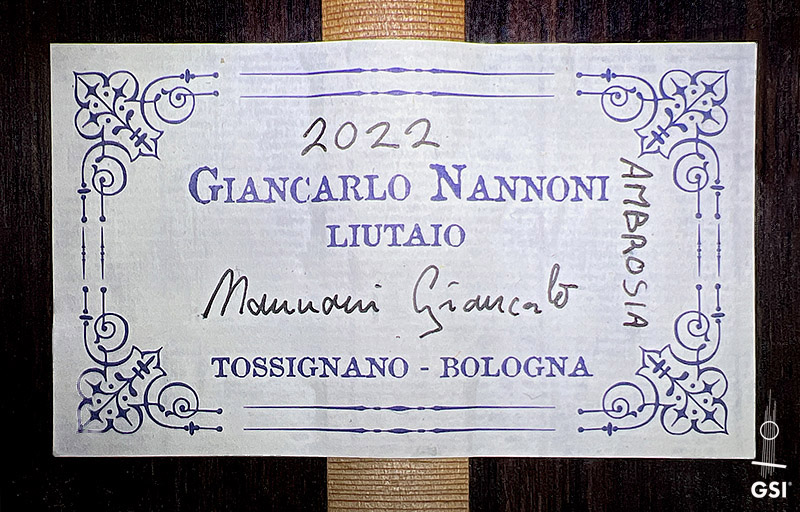 2022
GIANCARLO NANNONI
LIUTAIO
AMBROSIA
Nannoni Giancarlo
TOSSIGNANO - BOLOGNA
GSI